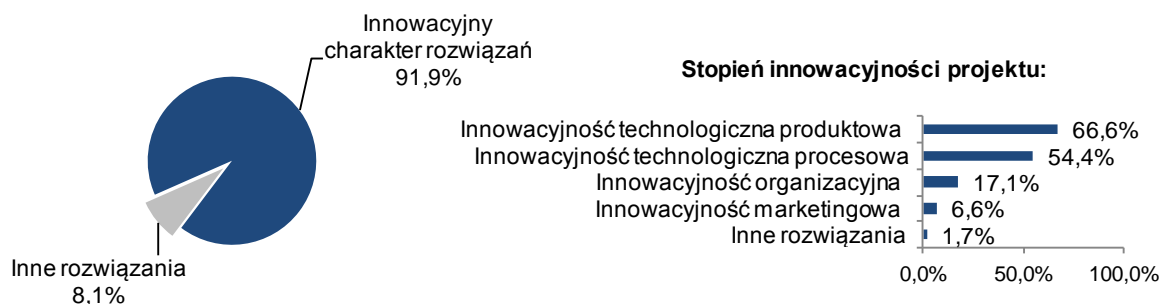 Innowacyjny
charakter rozwiązań
91,9%
Inne rozwiązania
8,1%
Stopień innowacyjności projektu:
Innowacyjność technologiczna produktowa 66,6%
Innowacyjność technologiczna procesowa 54,4%
Innowacyjność organizacyjna 17,1%
Innowacyjność marketingowa 6,6%
Inne rozwiązania 1,7%
0,0% 50,0% 100,0%